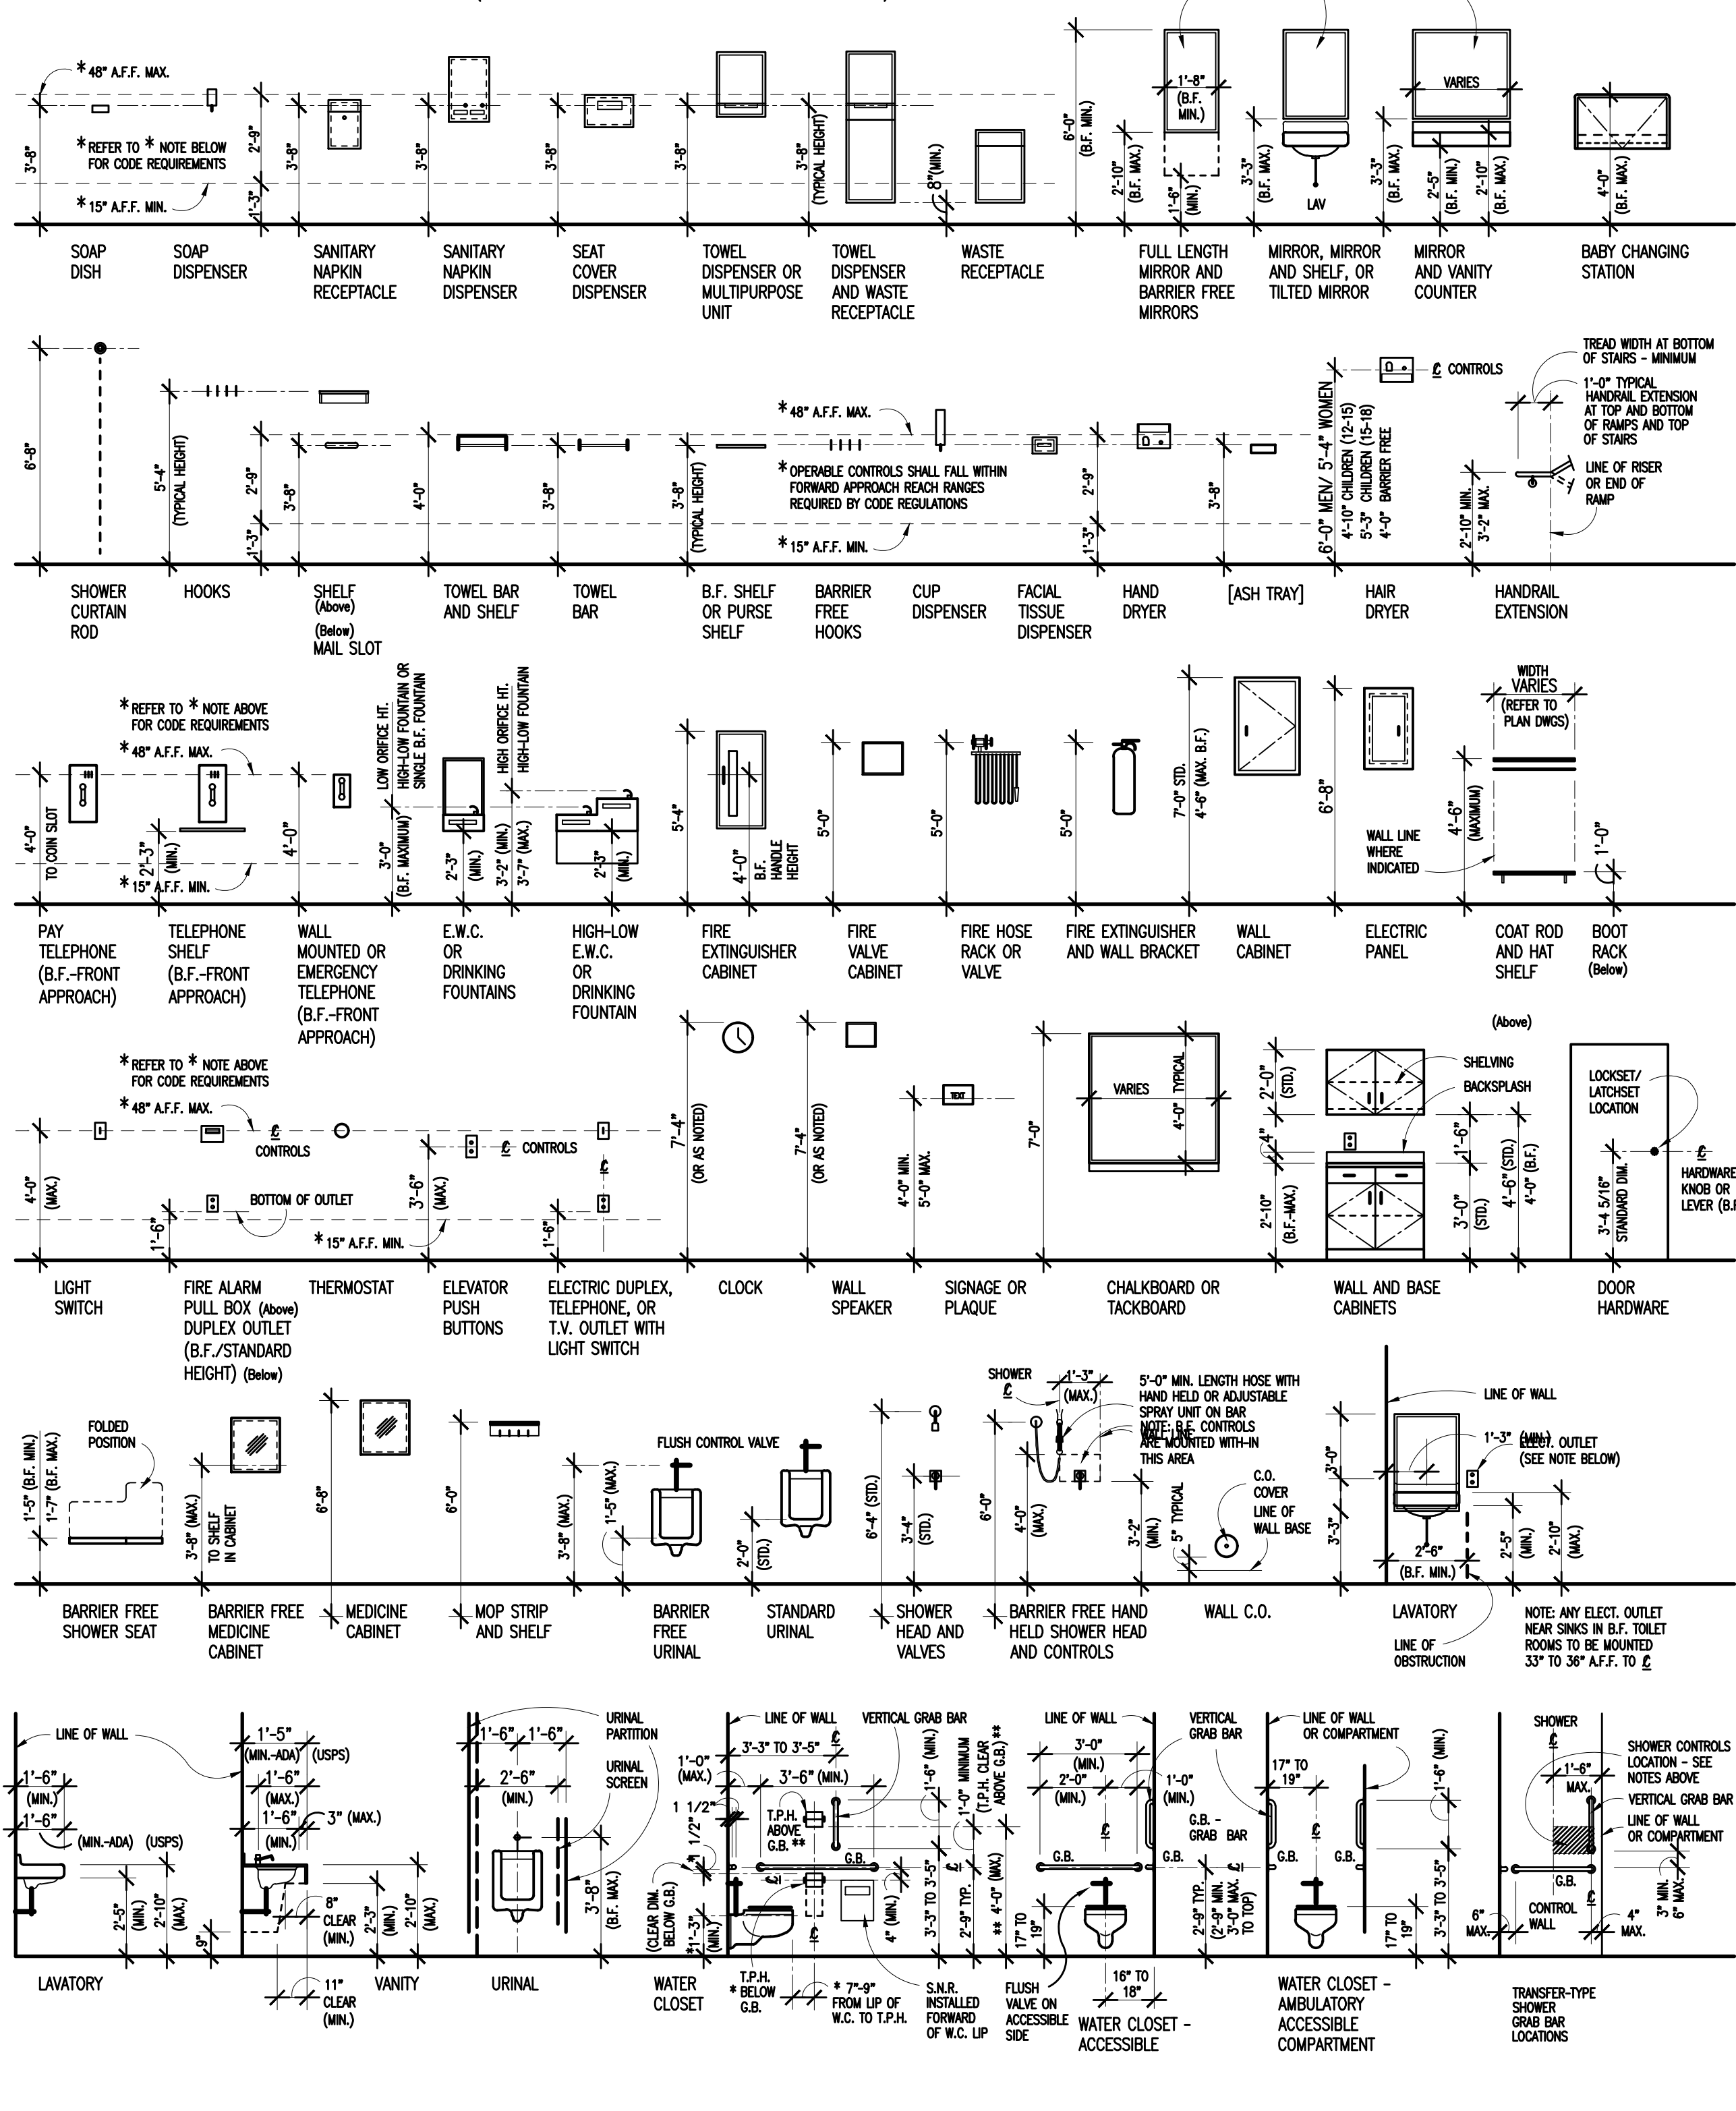 * 48" A.F.F. MAX.
3'-8"
* REFER TO * NOTE BELOW
FOR CODE REQUIREMENTS
* 15" A.F.F. MIN.
2'-9"
1'-3"
3'-8"
3'-8"
3'-8"
3'-8"
3'-8"
(TYPICAL HEIGHT)
8"(MIN.)
6'-0"
(B.F. MIN.)
1'-8"
(B.F.
MIN.)
2'-10"
(B.F. MAX.)
1'-6"
(MIN.)
3'-3"
(B.F. MAX.)
LAV
VARIES
3'-3"
(B.F. MAX.)
2'-5"
(B.F. MIN.)
2'-10"
(B.F. MAX.)
4'-0"
(B.F. MAX.)
SOAP
DISH
SOAP
DISPENSER
SANITARY
NAPKIN
RECEPTACLE
SANITARY
NAPKIN
DISPENSER
SEAT
COVER
DISPENSER
TOWEL
DISPENSER OR
MULTIPURPOSE
UNIT
TOWEL
DISPENSER
AND WASTE
RECEPTACLE
WASTE
RECEPTACLE
FULL LENGTH
MIRROR AND
BARRIER FREE
MIRRORS
MIRROR, MIRROR
AND SHELF, OR
TILTED MIRROR
MIRROR
AND VANITY
COUNTER
BABY CHANGING
STATION
6'-8"
5'-4"
(TYPICAL HEIGHT)
2'-9"
1'-3"
3'-8"
4'-0"
3'-8"
3'-8"
(TYPICAL HEIGHT)
* 48" A.F.F. MAX.
* OPERABLE CONTROLS SHALL FALL WITHIN
FORWARD APPROACH REACH RANGES
REQUIRED BY CODE REGULATIONS
* 15" A.F.F. MIN.
2'-9"
1'-3"
3'-8"
6'-0" MEN/ 5'-4" WOMEN
4'-10" CHILDREN (12-15)
5'-3" CHILDREN (15-18)
4'-0" BARRIER FREE
℄ CONTROLS
TREAD WIDTH AT BOTTOM
OF STAIRS - MINIMUM
1'-0" TYPICAL
HANDRAIL EXTENSION
AT TOP AND BOTTOM
OF RAMPS AND TOP
OF STAIRS
LINE OF RISER
OR END OF
RAMP
2'-10" MIN.
3'-2" MAX.
SHOWER
CURTAIN
ROD
HOOKS
SHELF
(Above)
(Below)
MAIL SLOT
TOWEL BAR
AND SHELF
TOWEL
BAR
B.F. SHELF
OR PURSE
SHELF
BARRIER
FREE
HOOKS
CUP
DISPENSER
FACIAL
TISSUE
DISPENSER
HAND
DRYER
[ASH TRAY]
HAIR
DRYER
HANDRAIL
EXTENSION
* REFER TO * NOTE ABOVE
FOR CODE REQUIREMENTS
* 48" A.F.F. MAX.
4'-0"
TO COIN SLOT
2'-3"
(MIN.)
* 15" A.F.F. MIN.
4'-0"
LOW ORIFICE HT.
HIGH-LOW FOUNTAIN OR
SINGLE B.F. FOUNTAIN
3'-0"
(B.F. MAXIMUM)
2'-3"
(MIN.)
HIGH ORIFICE HT.
HIGH-LOW FOUNTAIN
3'-2" (MIN.)
3'-7" (MAX.)
2'-3"
(MIN.)
5'-4"
4'-0"
B.F.
HANDLE
HEIGHT
5'-0"
5'-0"
5'-0"
7'-0" STD.
4'-6" (MAX. B.F.)
6'-8"
WIDTH
VARIES
(REFER TO
PLAN DWGS)
4'-6"
(MAXIMUM)
WALL LINE
WHERE
INDICATED
1'-0"
PAY
TELEPHONE
(B.F.-FRONT
APPROACH)
TELEPHONE
SHELF
(B.F.-FRONT
APPROACH)
WALL
MOUNTED OR
EMERGENCY
TELEPHONE
(B.F.-FRONT
APPROACH)
E.W.C.
OR
DRINKING
FOUNTAINS
HIGH-LOW
E.W.C.
OR
DRINKING
FOUNTAIN
FIRE
EXTINGUISHER
CABINET
FIRE
VALVE
CABINET
FIRE HOSE
RACK OR
VALVE
FIRE EXTINGUISHER
AND WALL BRACKET
WALL
CABINET
ELECTRIC
PANEL
COAT ROD
AND HAT
SHELF
BOOT
RACK
(Below)
(Above)
* REFER TO * NOTE ABOVE
FOR CODE REQUIREMENTS
* 48" A.F.F. MAX.
4'-0"
(MAX.)
℄
CONTROLS
1'-6"
BOTTOM OF OUTLET
* 15" A.F.F. MIN.
3'-6"
(MAX.)
℄ CONTROLS
1'-6"
℄
7'-4"
(OR AS NOTED)
7'-4"
(OR AS NOTED)
TEXT
4'-0" MIN.
5'-0" MAX.
7'-0"
VARIES
4'-0" TYPICAL
2'-0"
(STD.)
4"
2'-10"
(B.F.-MAX.)
SHELVING
BACKSPLASH
1'-6"
3'-0"
(STD.)
4'-6" (STD.)
4'-0" (B.F.)
LOCKSET/
LATCHSET
LOCATION
3'-4 5/16"
STANDARD DIM.
℄
HARDWARE
KNOB OR
LEVER (B.F
LIGHT
SWITCH
FIRE ALARM
PULL BOX (Above)
DUPLEX OUTLET
(B.F./STANDARD
HEIGHT) (Below)
THERMOSTAT
ELEVATOR
PUSH
BUTTONS
ELECTRIC DUPLEX,
TELEPHONE, OR
T.V. OUTLET WITH
LIGHT SWITCH
CLOCK
WALL
SPEAKER
SIGNAGE OR
PLAQUE
CHALKBOARD OR
TACKBOARD
WALL AND BASE
CABINETS
DOOR
HARDWARE
1'-5" (B.F. MIN.)
1'-7" (B.F. MAX.)
FOLDED
POSITION
3'-8" (MAX.)
TO SHELF
IN CABINET
6'-8"
6'-0"
FLUSH CONTROL VALVE
3'-8" (MAX.)
1'-5" (MAX.)
2'-0"
(STD.)
6'-4" (STD.)
3'-4"
(STD.)
SHOWER
℄
1'-3"
(MAX.)
6'-0"
4'-0"
(MAX.)
5'-0" MIN. LENGTH HOSE WITH
HAND HELD OR ADJUSTABLE
SPRAY UNIT ON BAR
NOTE: B.F. CONTROLS
WALL LINE
ARE MOUNTED WITH-IN
THIS AREA
3'-2"
(MIN.)
5" TYPICAL
C.O.
COVER
LINE OF
WALL BASE
LINE OF WALL
3'-0"
3'-3"
1'-3" (MIN.)
ELECT. OUTLET
(SEE NOTE BELOW)
2'-6"
(B.F. MIN.)
2'-5"
(MIN.)
2'-10"
(MAX.)
BARRIER FREE
SHOWER SEAT
BARRIER FREE
MEDICINE
CABINET
MEDICINE
CABINET
MOP STRIP
AND SHELF
BARRIER
FREE
URINAL
STANDARD
URINAL
SHOWER
HEAD AND
VALVES
BARRIER FREE HAND
HELD SHOWER HEAD
AND CONTROLS
WALL C.O.
LAVATORY
LINE OF
OBSTRUCTION
NOTE: ANY ELECT. OUTLET
NEAR SINKS IN B.F. TOILET
ROOMS TO BE MOUNTED
33" TO 36" A.F.F. TO ℄
LINE OF WALL
1'-6"
(MIN.)
1'-6"
(MIN.-ADA) (USPS)
2'-5"
(MIN.)
2'-10"
(MAX.)
9"
1'-5"
(MIN.-ADA) (USPS)
1'-6"
(MAX.)
1'-6"
(MIN.)
3" (MAX.)
8"
CLEAR
(MIN.)
2'-3"
(MIN.)
2'-10"
(MAX.)
11"
CLEAR
(MIN.)
1'-6" 1'-6"
2'-6"
(MIN.)
URINAL
PARTITION
URINAL
SCREEN
3'-8"
(B.F. MAX.)
LINE OF WALL
VERTICAL GRAB BAR
3'-3" TO 3'-5"
℄
1'-0"
(MAX.)
3'-6" (MIN.)
1 1/2"
1 1/2"
T.P.H.
ABOVE
G.B. **
G.B.
(CLEAR DIM.
BELOW G.B.)
*1'-3"
(MIN.)
℄
4" (MIN.)
1'-6" (MIN.)
3'-3" TO 3'-5"
1'-0" MINIMUM
2'-9" TYP.
℄
(T.P.H. CLEAR
ABOVE G.B.) **
** 4'-0" (MAX.)
T.P.H.
* BELOW
G.B.
* 7"-9"
FROM LIP OF
W.C. TO T.P.H.
S.N.R.
INSTALLED
FORWARD
OF W.C. LIP
LINE OF WALL
3'-0"
(MIN.)
2'-0"
(MIN.)
1'-0"
(MIN.)
℄
G.B.
G.B.
17" TO
19"
VERTICAL
GRAB BAR
G.B. -
GRAB BAR
2'-9" TYP.
(2'-9" MIN.
3'-0" MAX.
TO TOP)
℄
FLUSH
VALVE ON
ACCESSIBLE
SIDE
16" TO
18"
LINE OF WALL
OR COMPARTMENT
17" TO
19"
℄
G.B.
G.B.
17" TO
19"
1'-6" (MIN.)
3'-3" TO 3'-5"
SHOWER
℄
1'-6"
MAX.
SHOWER CONTROLS
LOCATION - SEE
NOTES ABOVE
VERTICAL GRAB BAR
LINE OF WALL
OR COMPARTMENT
G.B.
℄
CONTROL
WALL
6"
MAX.
4"
MAX.
3" MIN.
6" MAX.
LAVATORY
VANITY
URINAL
WATER
CLOSET
WATER CLOSET -
ACCESSIBLE
WATER CLOSET -
AMBULATORY
ACCESSIBLE
COMPARTMENT
TRANSFER-TYPE
SHOWER
GRAB BAR
LOCATIONS